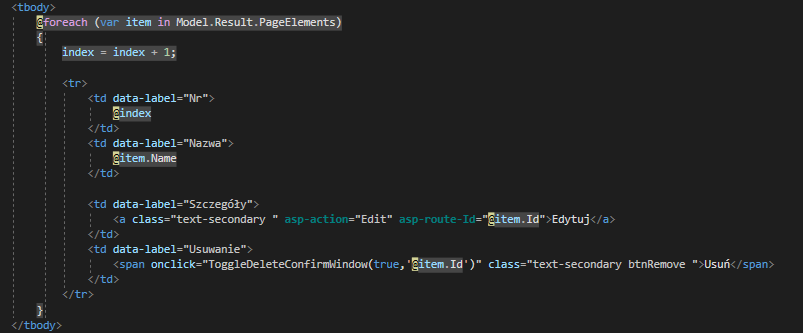 <tbody>
@foreach (var item in Model.Result.PageElements)
{
index = index + 1;
<tr>
<td data-label="Nr">
@index
</td>
<td data-label="Nazwa">
@item.Name
</td>
<td data-label="Szczegóły">
<a class="text-secondary " asp-action="Edit" asp-route-Id="@item.Id">Edytuj</a>
</td>
<td data-label="Usuwanie">
<span onclick="ToggleDeleteConfirmWindow(true,'@item.Id')" class="text-secondary btnRemove ">Usuń</span>
</td>
</tr>
}
</tbody>